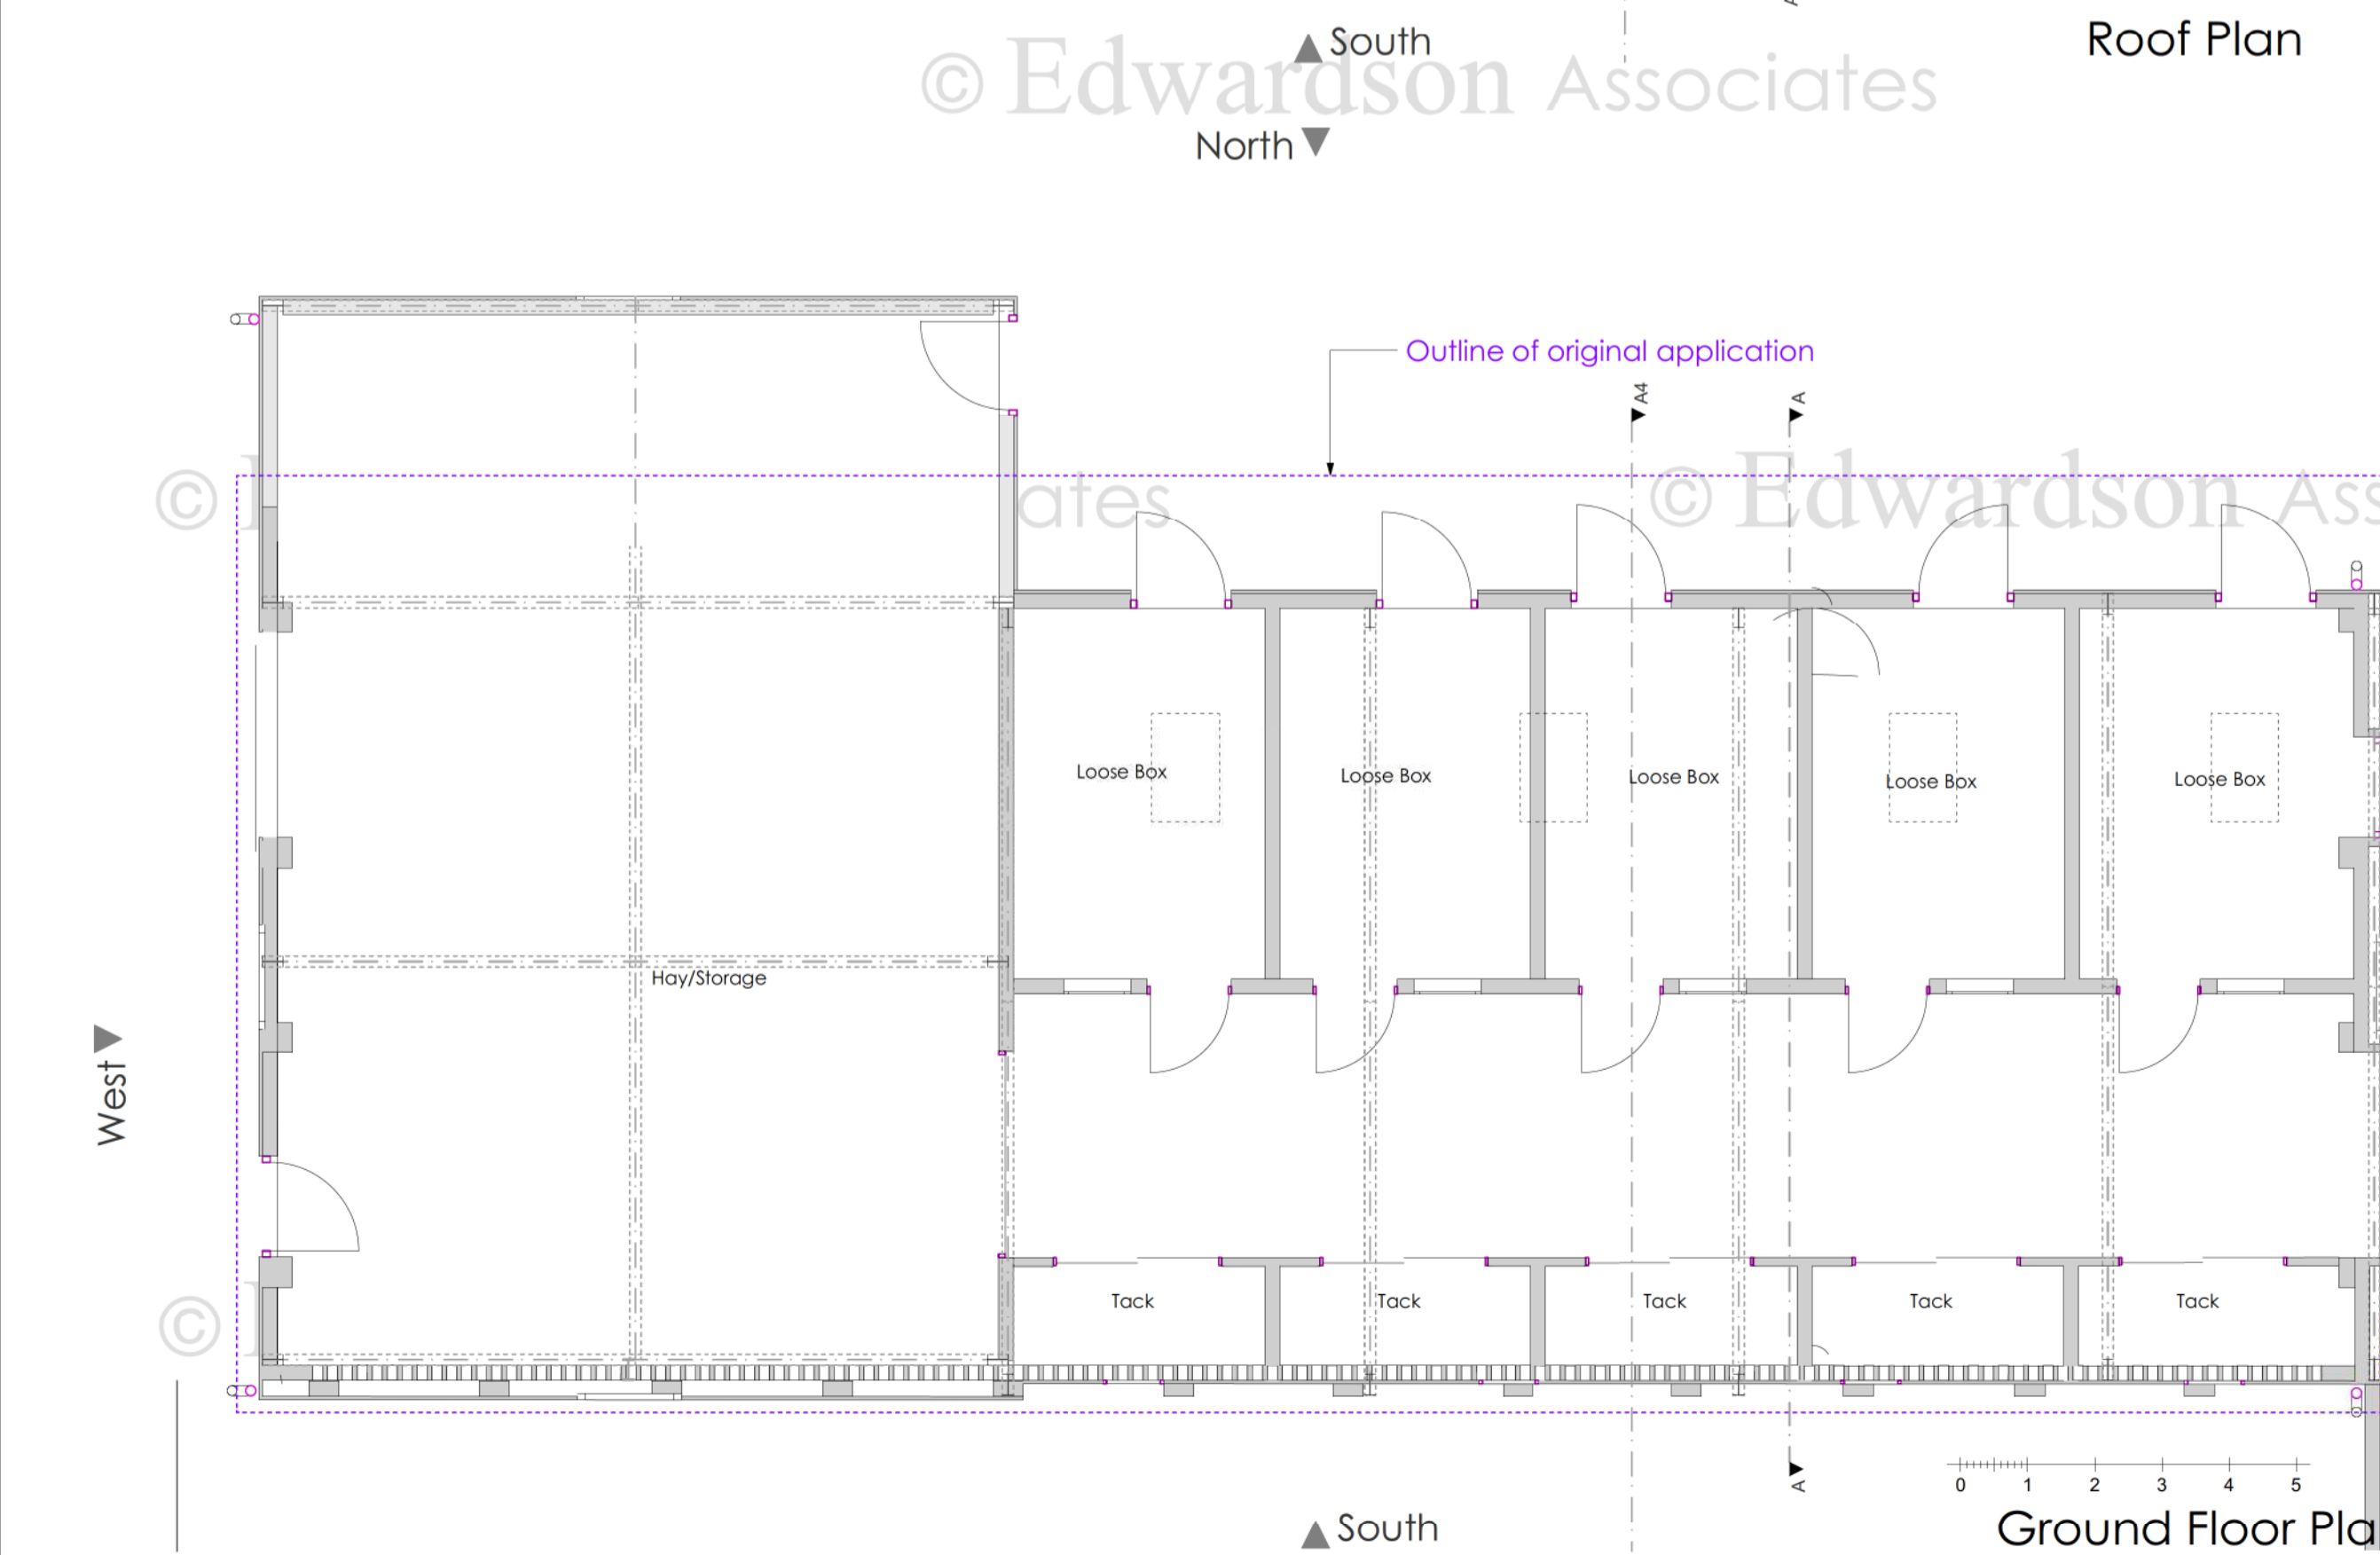 Roof Plan
South
© Edwardson Associates
North
Outline of original application
A4
A
© Edwardson Ass
©
ates
Loose Box
Loose Box
Loose Box
Loose Box
Loose Box
Hay/Storage
West
Tack
Tack
Tack
Tack
Tack
©
A
0 1 2 3 4 5
South
Ground Floor Pla